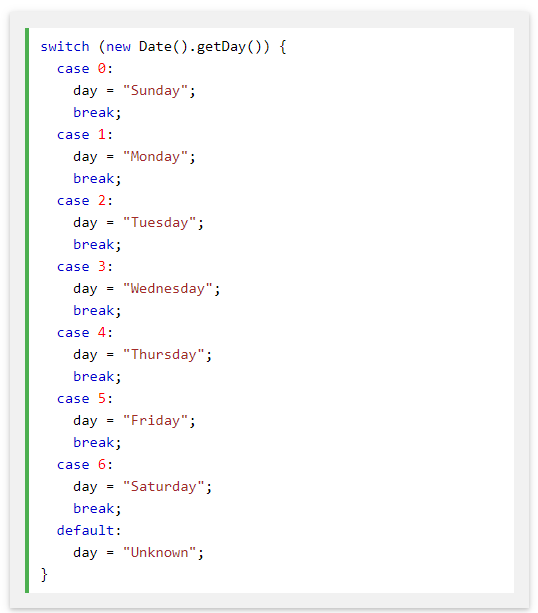 switch (new Date().getDay()) {
  case 0:
    day = "Sunday";
    break;
  case 1:
    day = "Monday";
    break;
  case 2:
    day = "Tuesday";
    break;
  case 3:
    day = "Wednesday";
    break;
  case 4:
    day = "Thursday";
    break;
  case 5:
    day = "Friday";
    break;
  case 6:
    day = "Saturday";
    break;
  default:
    day = "Unknown";
}